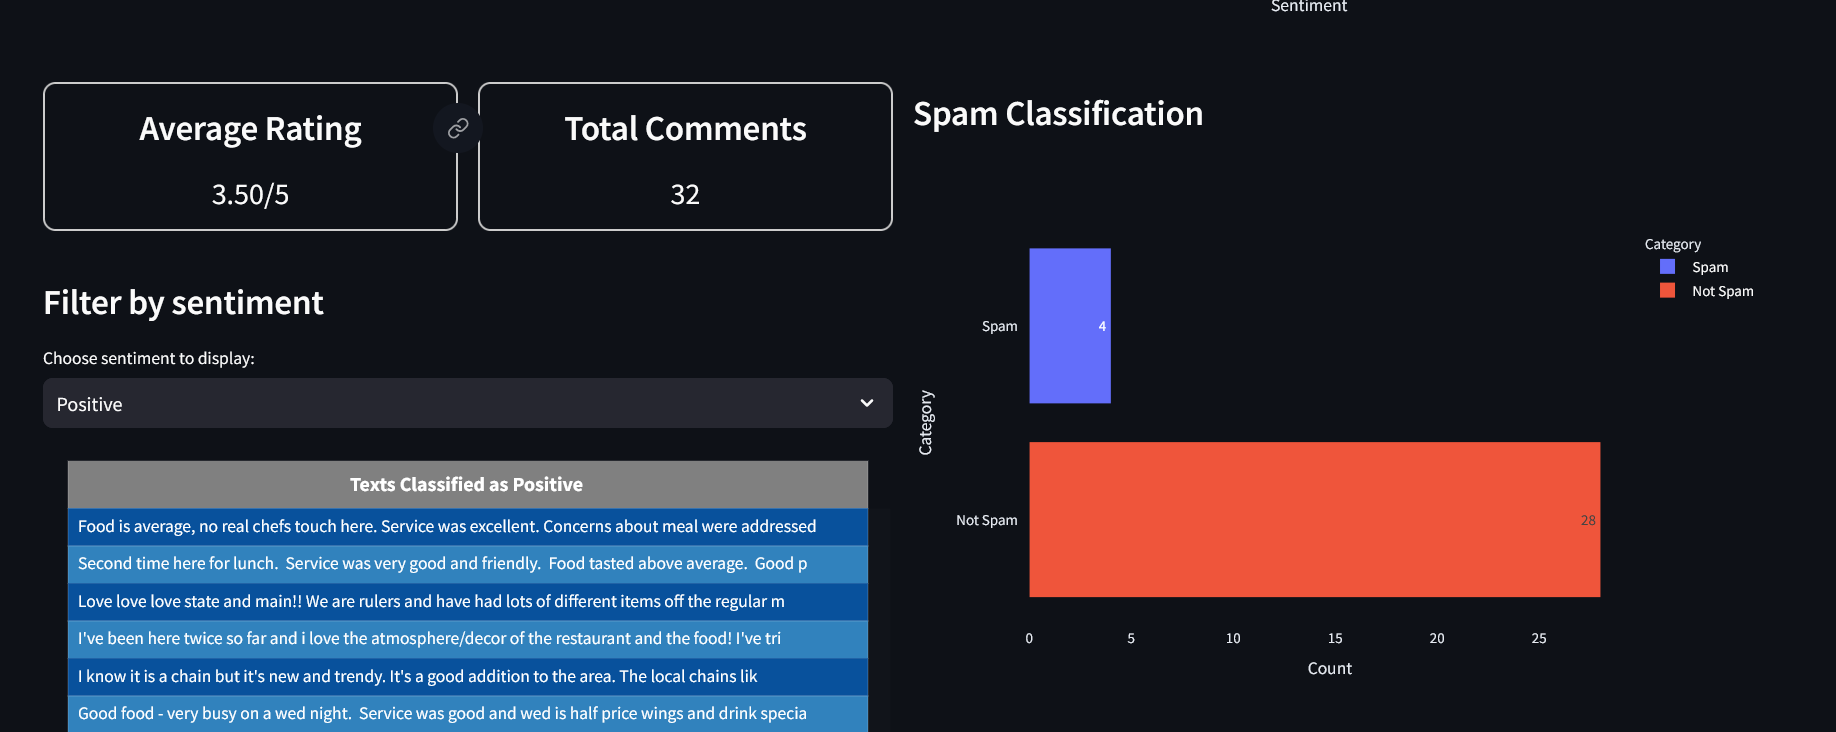 Sentiment
Average Rating
3.50/5
Total Comments
32
Filter by sentiment
Choose sentiment to display:
Positive
Texts Classified as Positive
Food is average, no real chefs touch here. Service was excellent. Concerns about meal were addressed
Second time here for lunch.  Service was very good and friendly.  Food tasted above average.  Good p
Love love love state and main!! We are rulers and have had lots of different items off the regular m
I've been here twice so far and i love the atmosphere/decor of the restaurant and the food! I've tri
I know it is a chain but it's new and trendy. It's a good addition to the area. The local chains lik
Good food - very busy on a wed night.  Service was good and wed is half price wings and drink specia
Spam Classification
Category
Spam
Not Spam
Category
Spam
4
Not Spam
28
0 5 10 15 20 25
Count